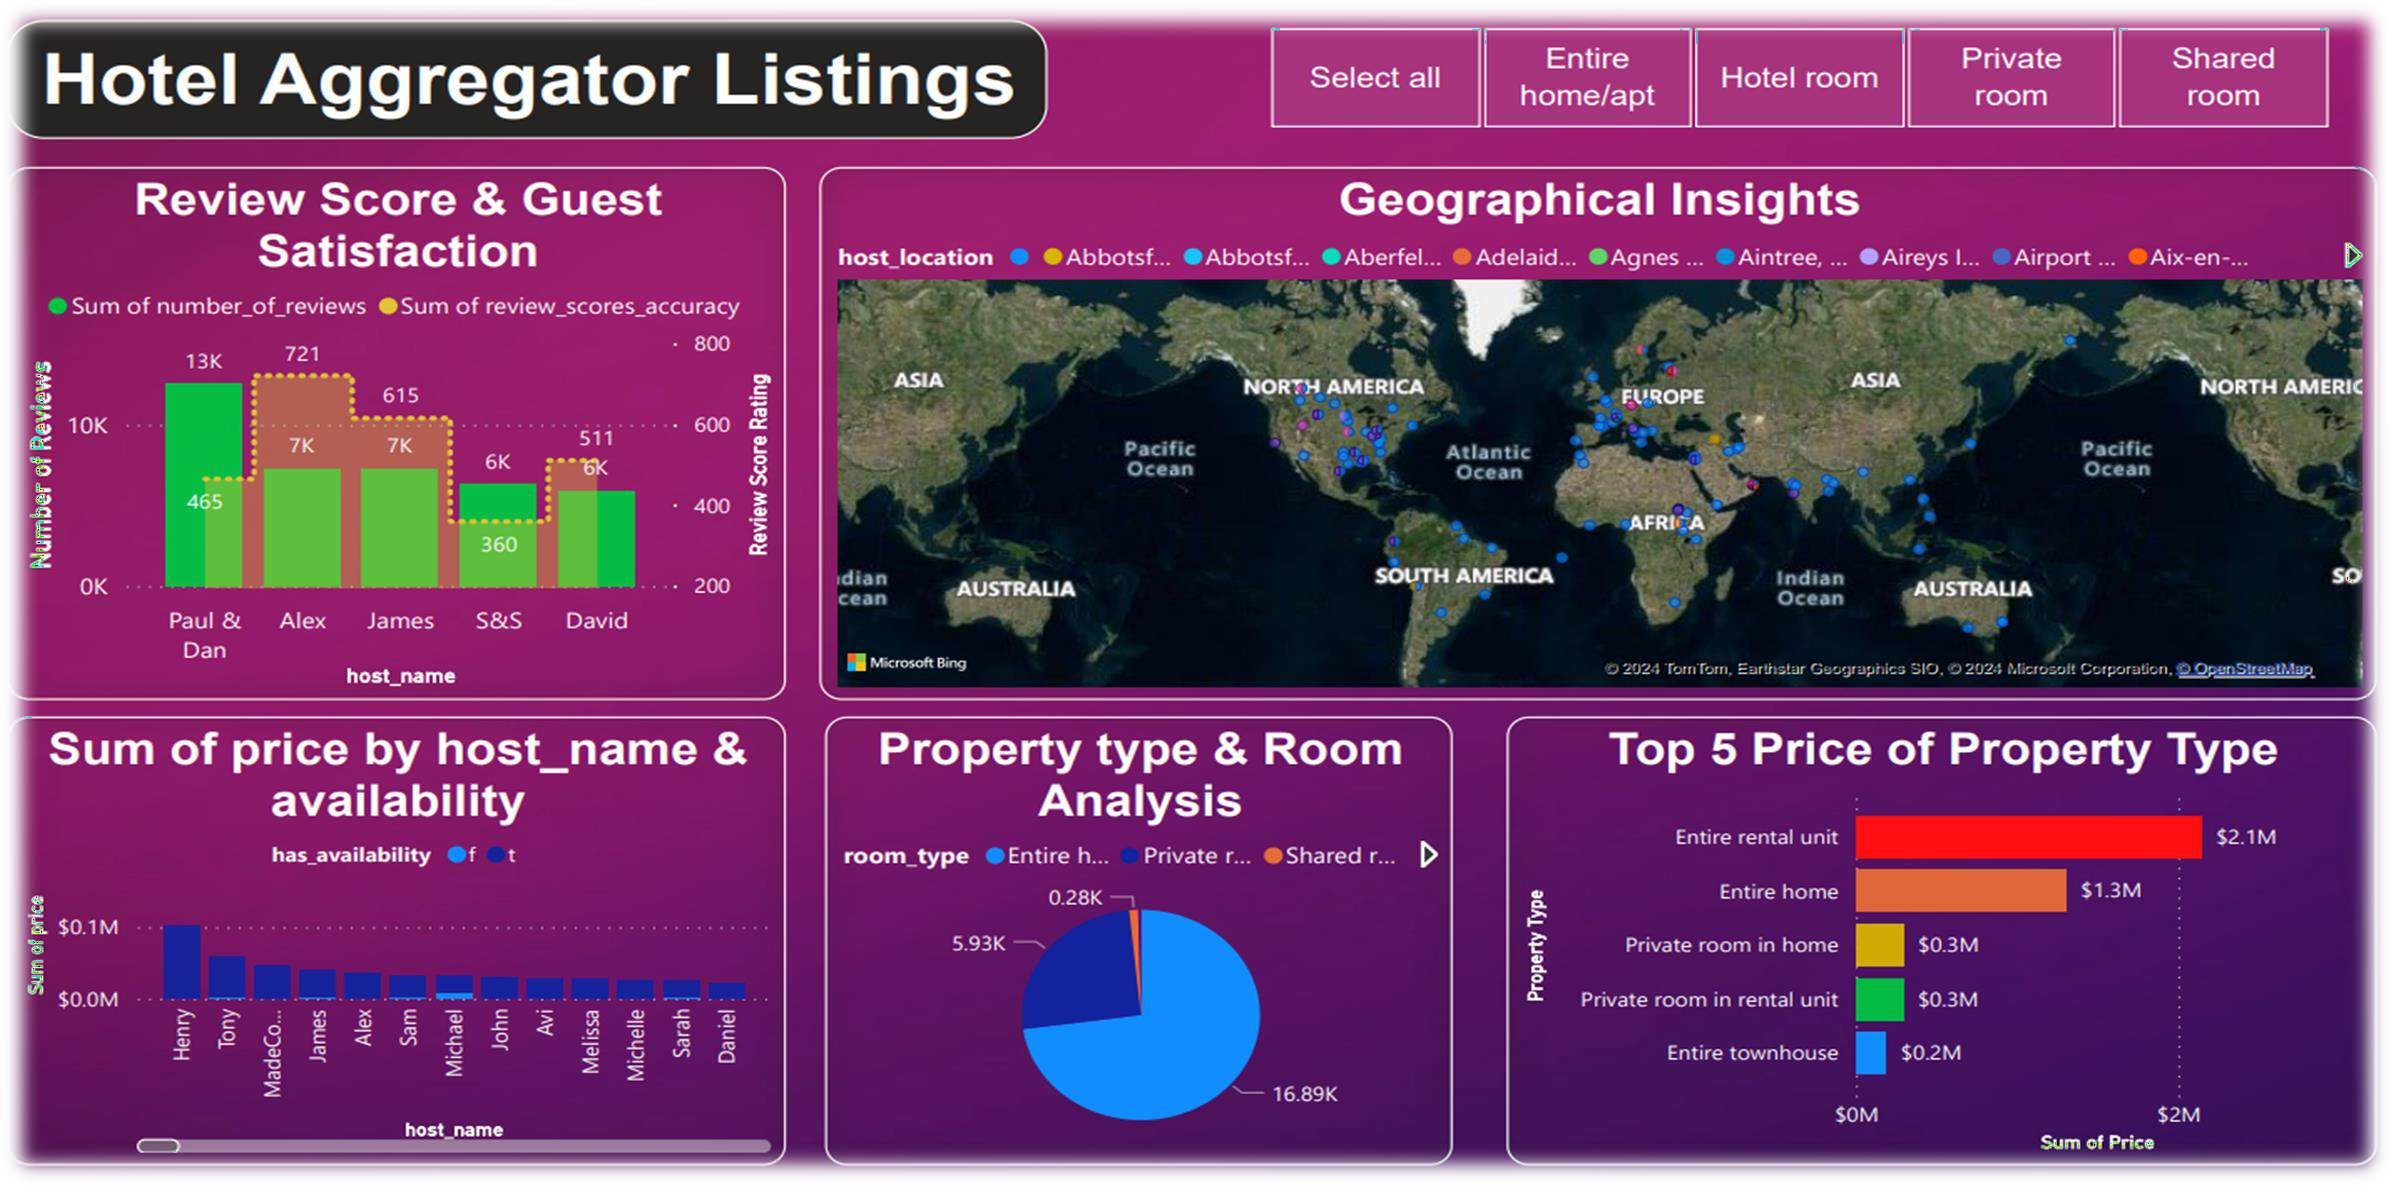 Hotel Aggregator Listings
Select all
Entire
home/apt
Hotel room
Private
room
Shared
room
Review Score & Guest
Satisfaction
Sum of number_of_reviews
Sum of review_scores_accuracy
Number of Reviews
Review Score Rating
10K
0K
800
600
400
200
13K
721
615
511
7K
7K
6K
6K
465
360
Paul &
Dan
Alex
James
S&S
David
host_name
Geographical Insights
host_location
Abbotsf...
Abbotsf...
Aberfel...
Adelaid...
Agnes ...
Aintree, ...
Aireys I...
Airport ...
Aix-en-...
ASIA
NORTH AMERICA
EUROPE
ASIA
NORTH AMERIC
Pacific
Ocean
Atlantic
Ocean
Pacific
Ocean
AFRICA
SOUTH AMERICA
dian
cean
AUSTRALIA
Indian
Ocean
AUSTRALIA
SO
Microsoft Bing
© 2024 TomTom, Earthstar Geographics SIO, © 2024 Microsoft Corporation, © OpenStreetMap
Sum of price by host_name &
availability
has_availability f t
Sum of price
$0.1M
$0.0M
Henry
Tony
MadeCo...
James
Alex
Sam
Michael
John
Avi
Melissa
Michelle
Sarah
Daniel
host_name
Property type & Room
Analysis
room_type Entire h... Private r... Shared r...
0.28K
5.93K
16.89K
Top 5 Price of Property Type
Property Type
Entire rental unit $2.1M
Entire home $1.3M
Private room in home $0.3M
Private room in rental unit $0.3M
Entire townhouse $0.2M
$0M
$2M
Sum of Price